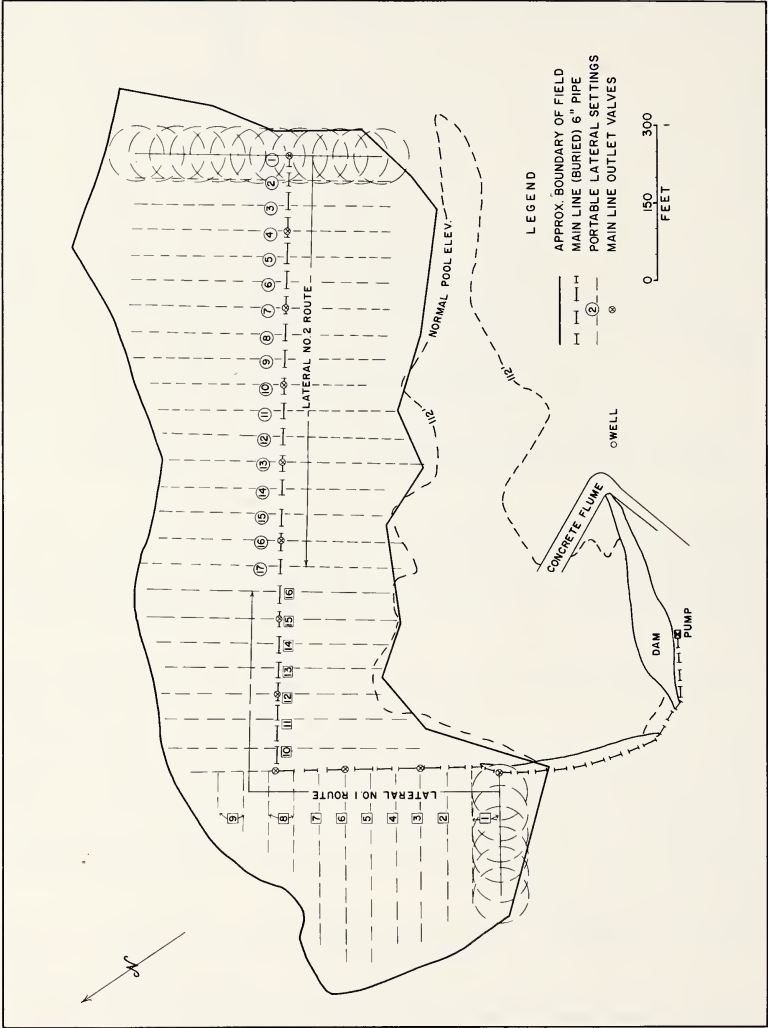 N
① ② 3 ④ ⑤ ⑥ ⑦ ⑧ ⑨ ⑩ ⑪ ⑫ ⑬ ⑭ ⑮ ⑯ ⑰
LATERAL NO. 2 ROUTE
16 15 14 13 12 11 10
LATERAL NO. 1 ROUTE
9
8
7
6
5
4
3
2
1
NORMAL POOL ELEV.
112'
112'
LEGEND
APPROX. BOUNDARY OF FIELD
MAIN LINE (BURIED) 6" PIPE
② PORTABLE LATERAL SETTINGS
MAIN LINE OUTLET VALVES
0 150 300
FEET
WELL
CONCRETE FLUME
DAM
PUMP